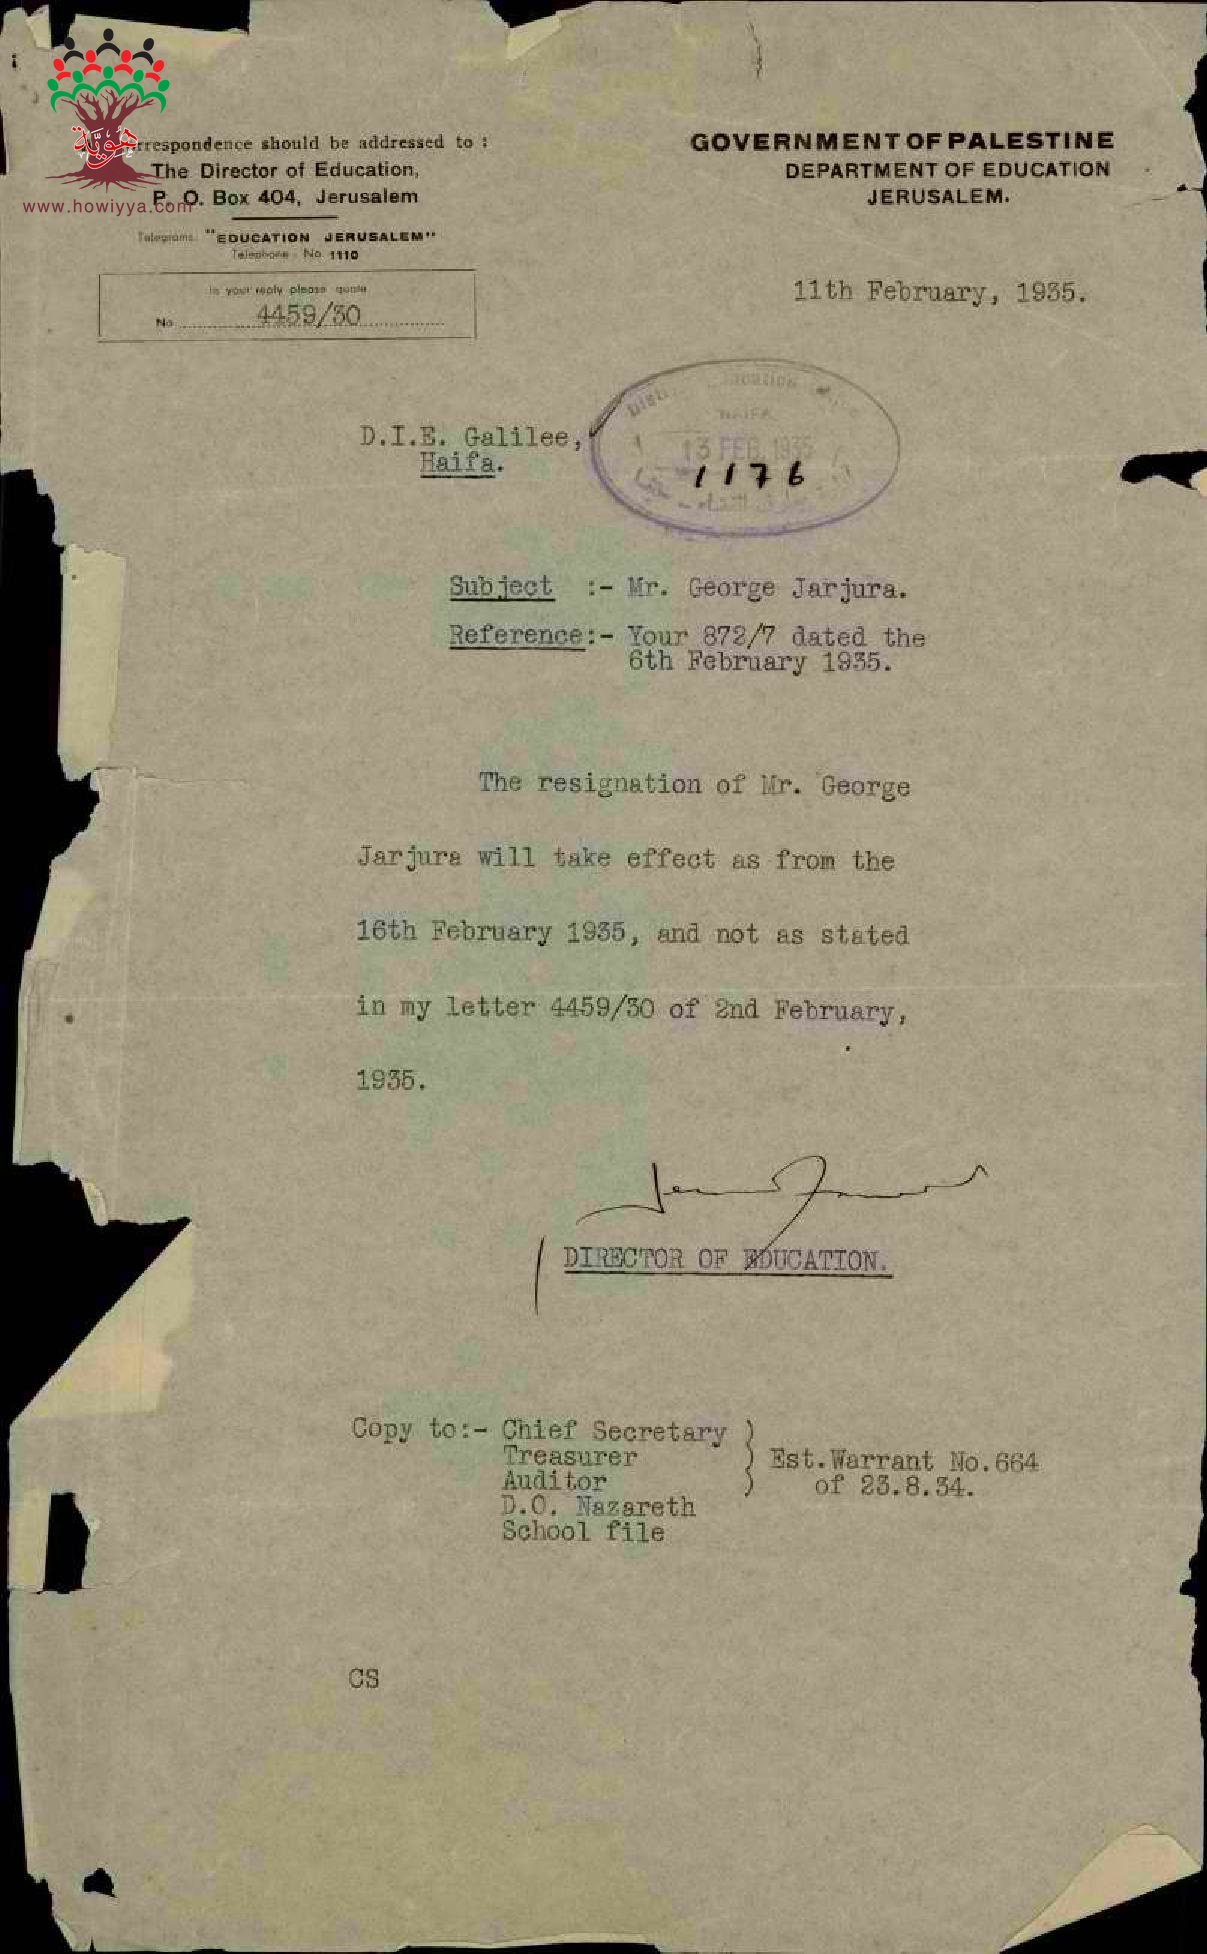 هُوِيَّة
www.howiyya.com
correspondence should be addressed to :
The Director of Education,
P. O. Box 404, Jerusalem
Telegrams: "EDUCATION JERUSALEM"
Telephone : No 1110
In your reply please quote
No 4459/30
GOVERNMENT OF PALESTINE
DEPARTMENT OF EDUCATION
JERUSALEM.
11th February, 1935.
D.I.E. Galilee,
Haifa.
HAIFA
13 FEB 1935
1176
Subject :- Mr. George Jarjura.
Reference:- Your 872/7 dated the
6th February 1935.
The resignation of Mr. George
Jarjura will take effect as from the
16th February 1935, and not as stated
in my letter 4459/30 of 2nd February,
1935.
DIRECTOR OF EDUCATION.
Copy to:- Chief Secretary )
Treasurer ) Est.Warrant No.664
Auditor ) of 23.8.34.
D.O. Nazareth
School file
CS